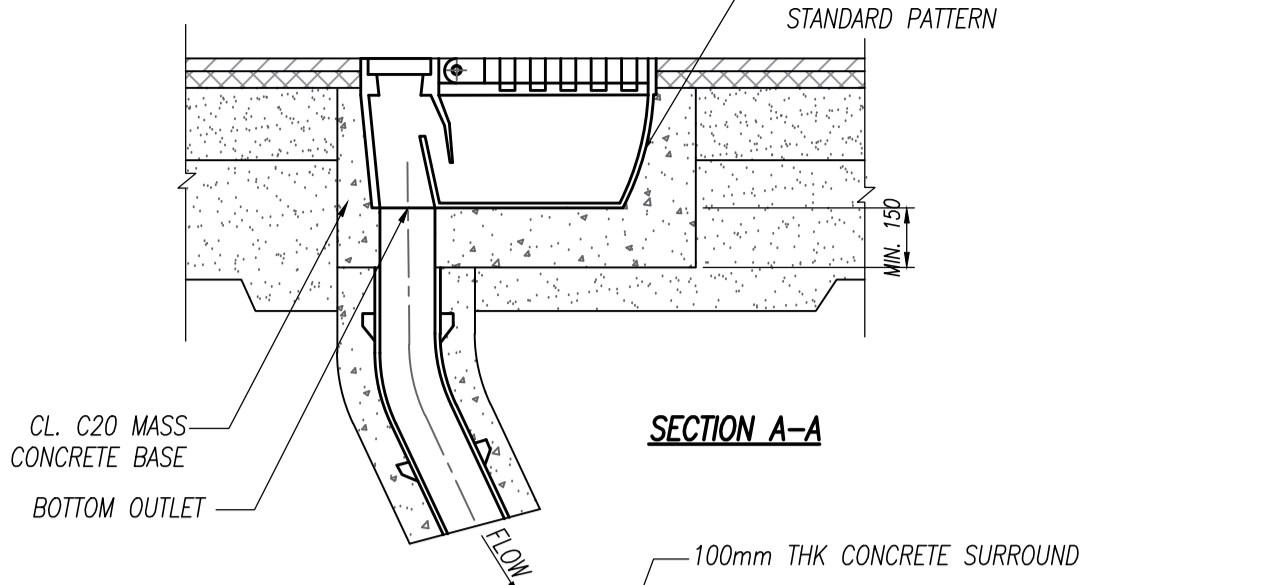 STANDARD PATTERN
MIN. 150
CL. C20 MASS
CONCRETE BASE
SECTION A-A
BOTTOM OUTLET
FLOW
100mm THK CONCRETE SURROUND